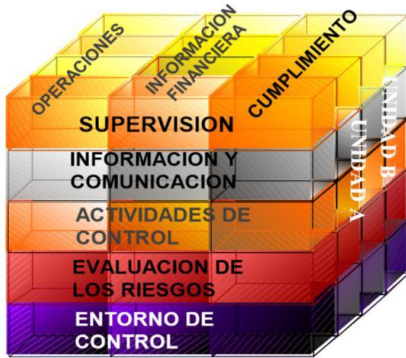 OPERACIONES
INFORMACION
FINANCIERA
CUMPLIMIENTO
SUPERVISION
INFORMACION Y
COMUNICACION
ACTIVIDADES DE
CONTROL
EVALUACION DE
LOS RIESGOS
ENTORNO DE
CONTROL
UNIDAD A
UNIDAD B